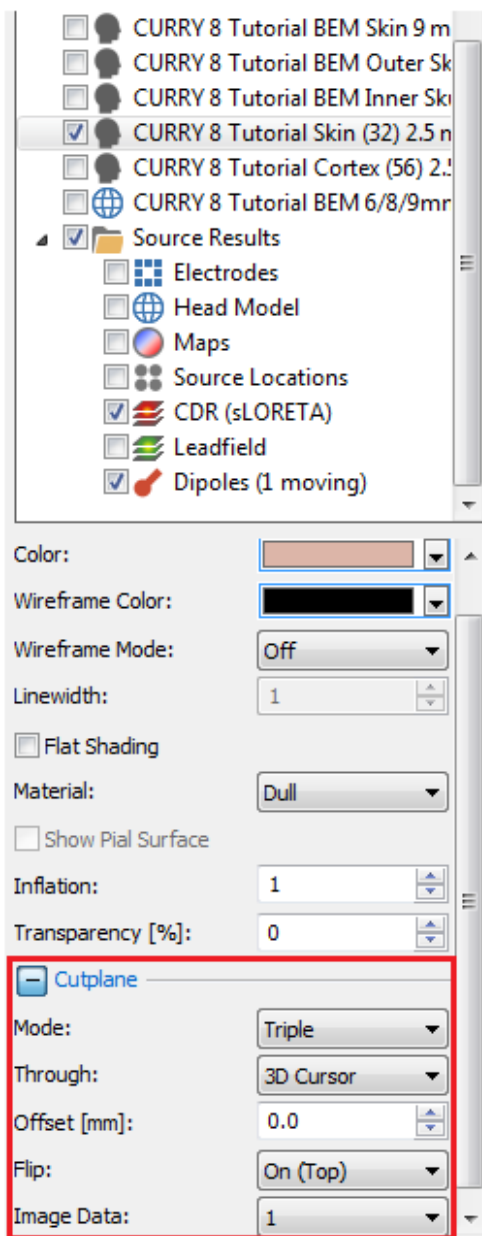 CURRY 8 Tutorial BEM Skin 9 m
CURRY 8 Tutorial BEM Outer Sk
CURRY 8 Tutorial BEM Inner Sku
CURRY 8 Tutorial Skin (32) 2.5 m
CURRY 8 Tutorial Cortex (56) 2.5
CURRY 8 Tutorial BEM 6/8/9mm
Source Results
Electrodes
Head Model
Maps
Source Locations
CDR (sLORETA)
Leadfield
Dipoles (1 moving)
Color:
Wireframe Color:
Wireframe Mode: Off
Linewidth: 1
Flat Shading
Material: Dull
Show Pial Surface
Inflation: 1
Transparency [%]: 0
Cutplane
Mode: Triple
Through: 3D Cursor
Offset [mm]: 0.0
Flip: On (Top)
Image Data: 1